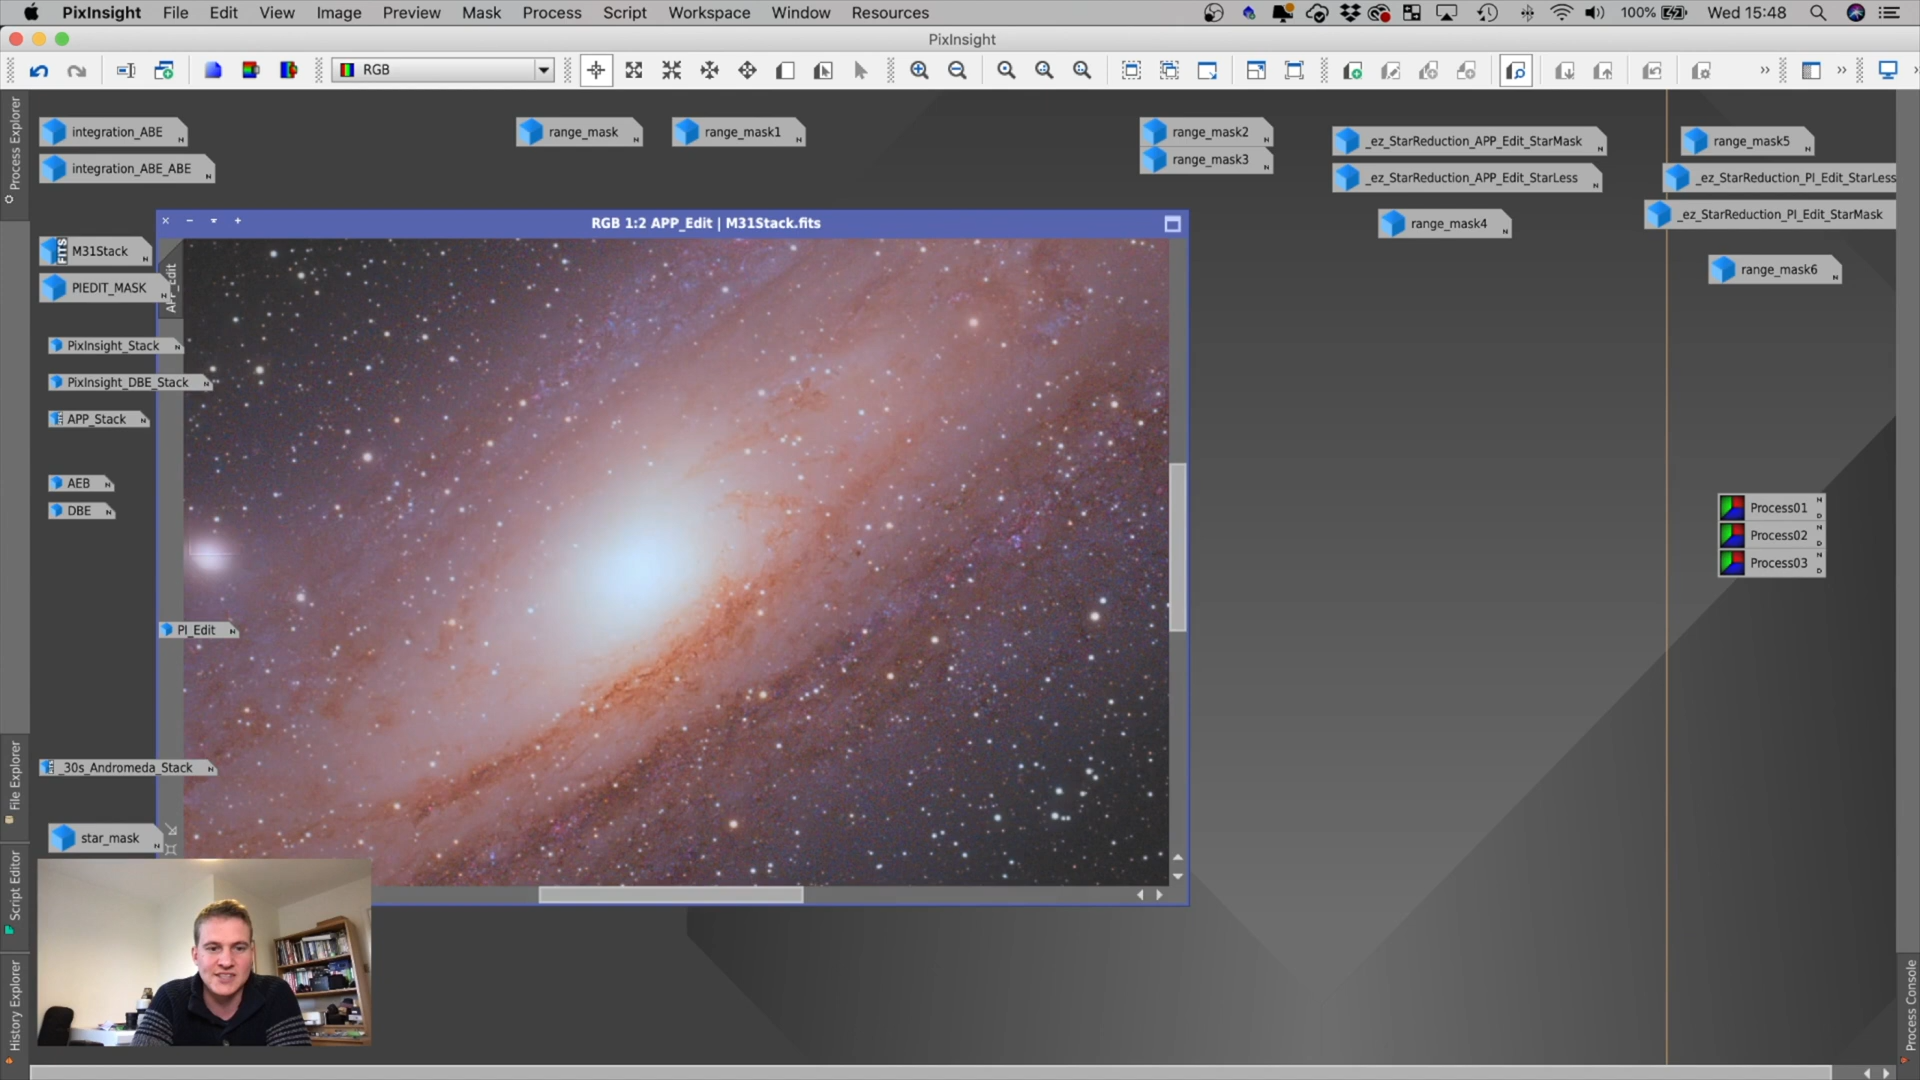 PixInsight File Edit View Image Preview Mask Process Script Workspace Window Resources 100% Wed 15:48
PixInsight
RGB
Process Explorer
integration_ABE
range_mask
range_mask1
range_mask2
_ez_StarReduction_APP_Edit_StarMask
range_mask5
integration_ABE_ABE
range_mask3
_ez_StarReduction_APP_Edit_StarLess
_ez_StarReduction_PI_Edit_StarLess
_ez_StarReduction_PI_Edit_StarMask
RGB 1:2 APP_Edit | M31Stack.fits
range_mask4
FITS
M31Stack
APP_Edit
range_mask6
PIEDIT_MASK
PixInsight_Stack
PixInsight_DBE_Stack
APP_Stack
AEB
DBE
Process01
Process02
Process03
PI_Edit
_30s_Andromeda_Stack
File Explorer
star_mask
Script Editor
History Explorer
Process Console